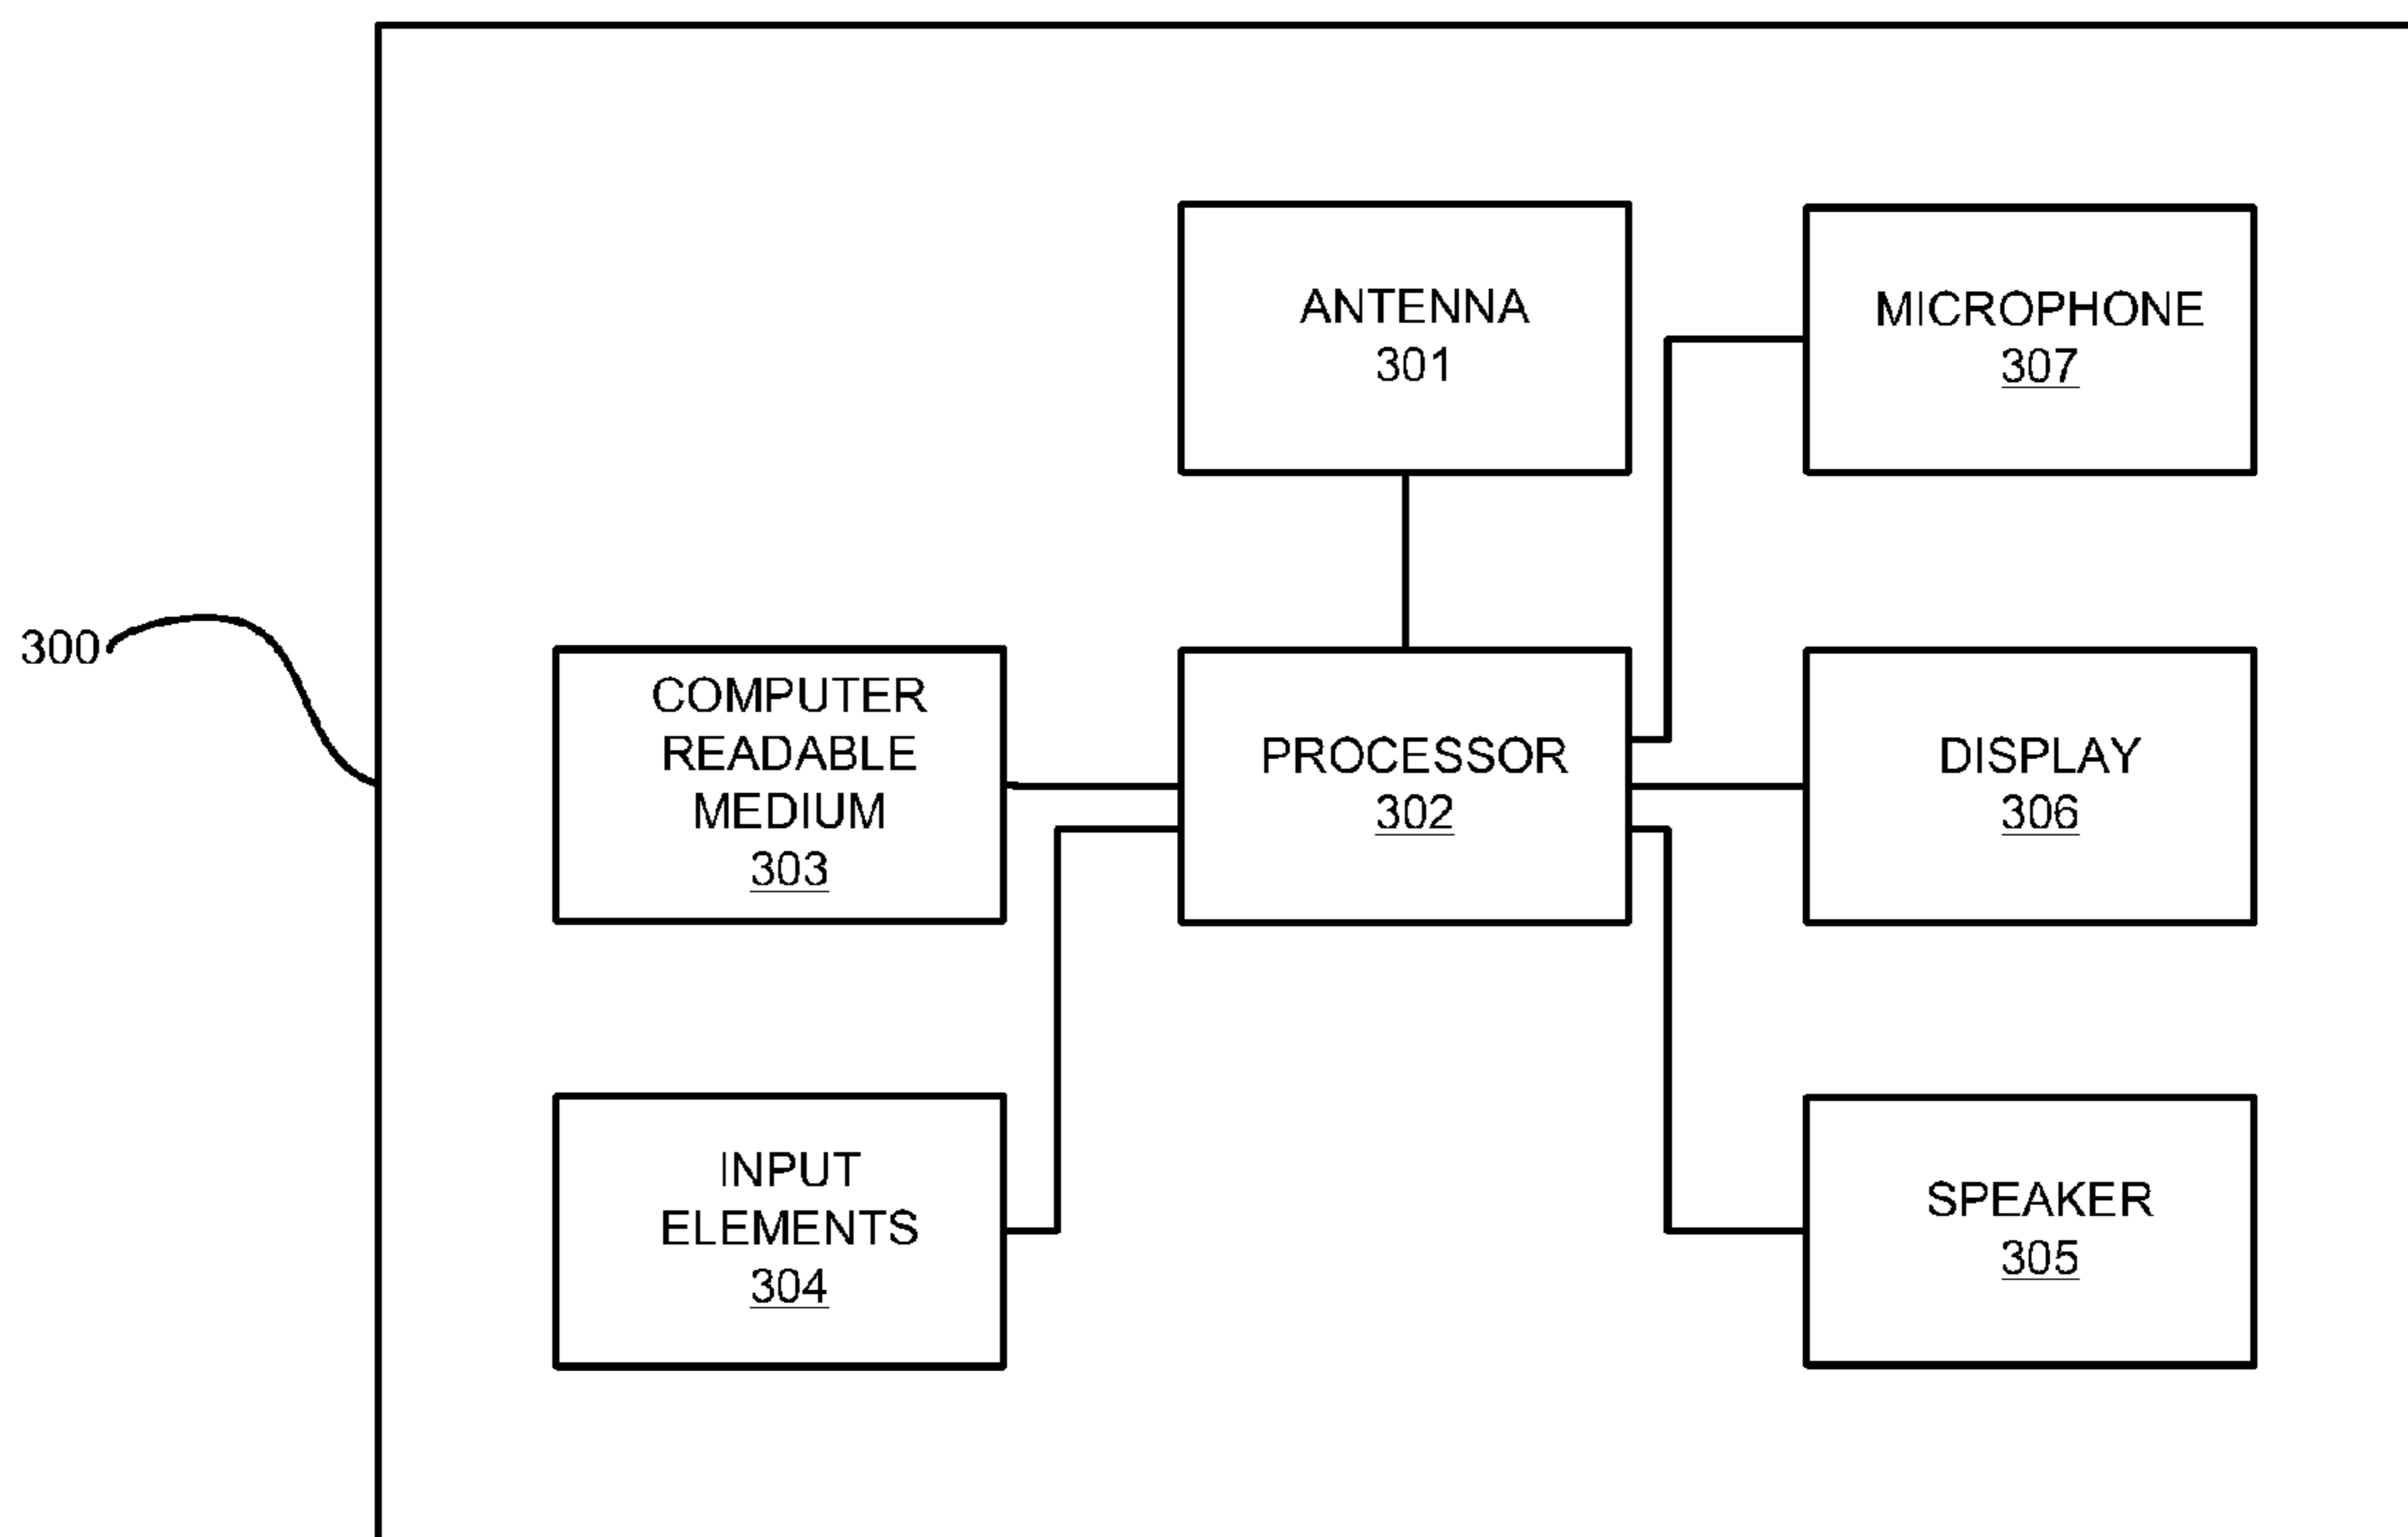 ANTENNA
301
MICROPHONE
307
300
COMPUTER
READABLE
MEDIUM
303
PROCESSOR
302
DISPLAY
306
INPUT
ELEMENTS
304
SPEAKER
305